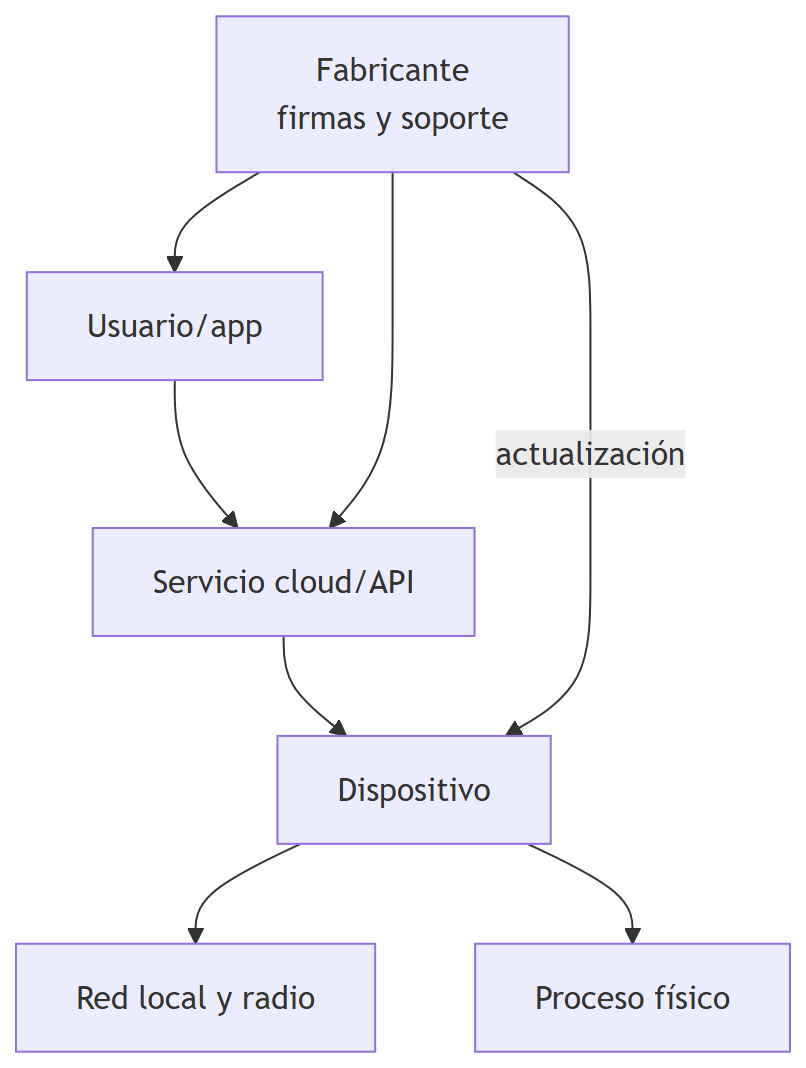 Fabricante
firmas y soporte
Usuario/app
actualización
Servicio cloud/API
Dispositivo
Red local y radio
Proceso físico